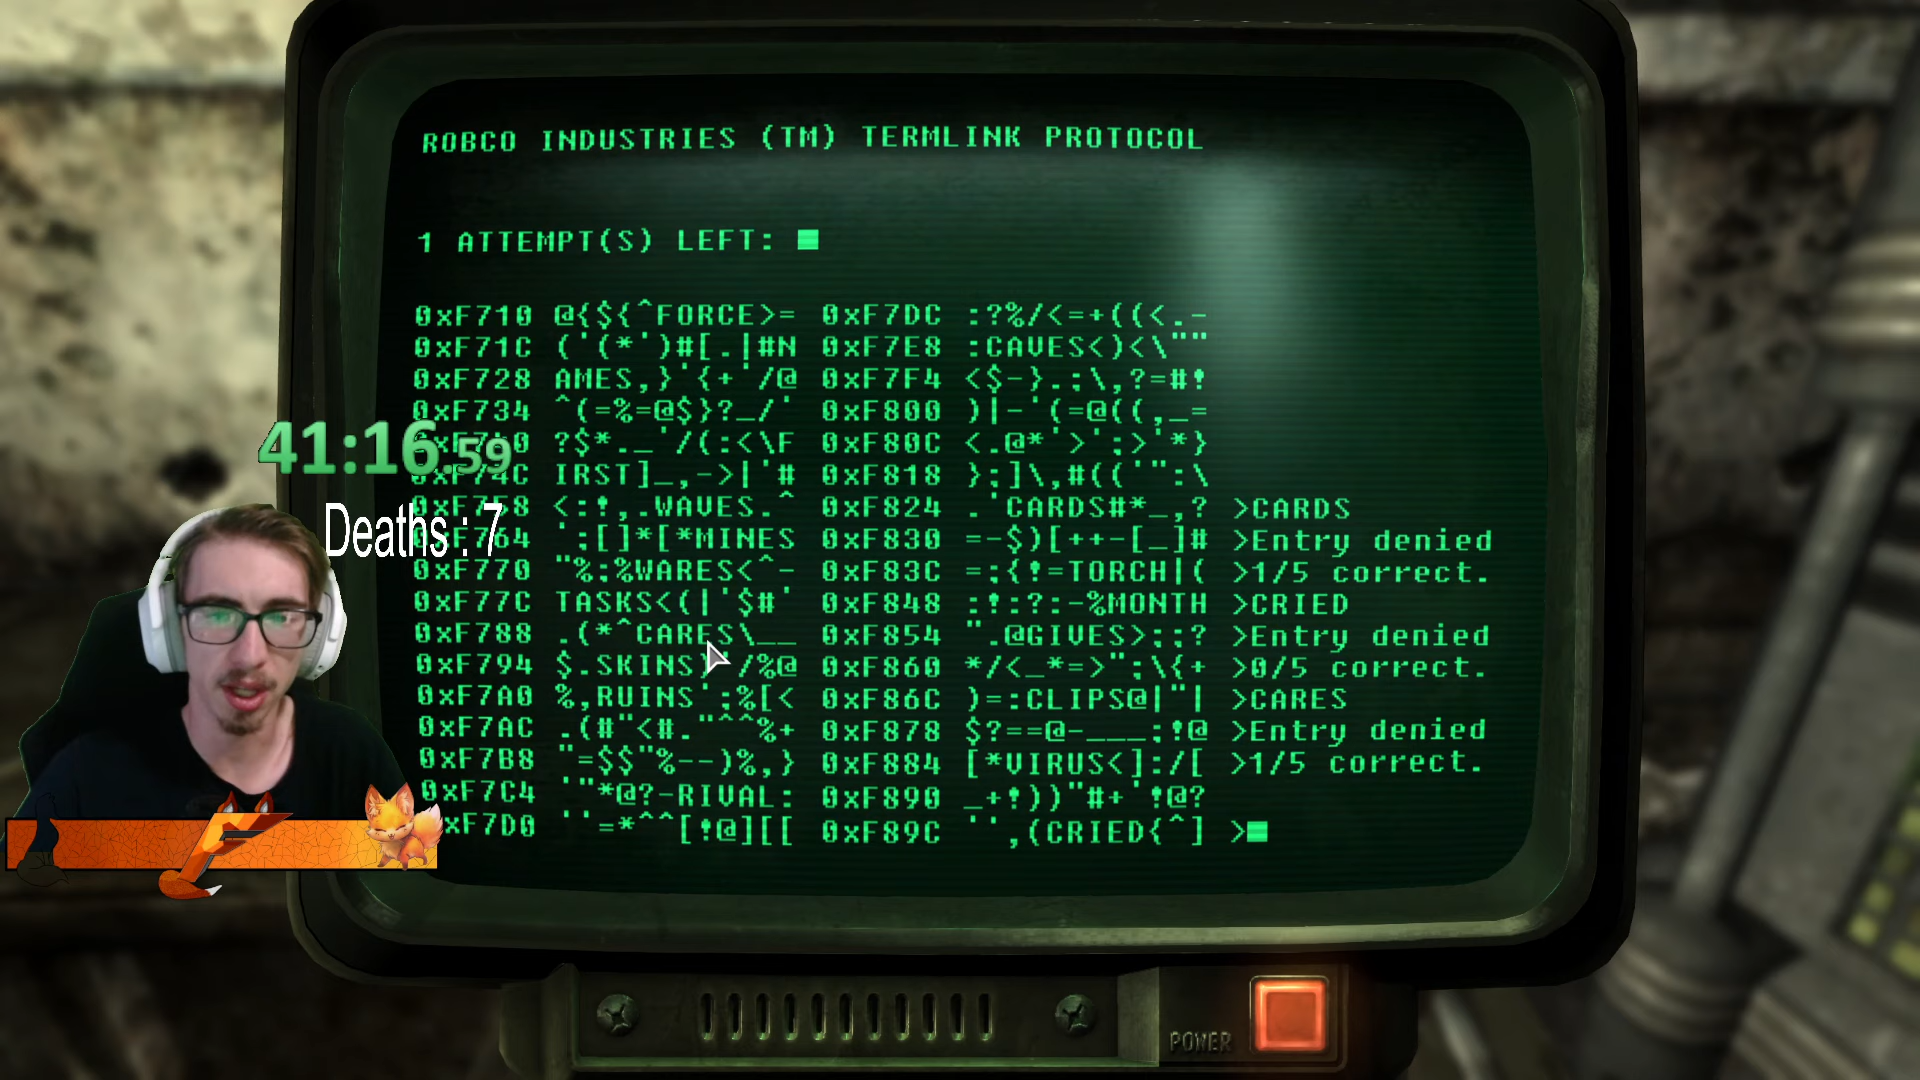 ROBCO INDUSTRIES (TM) TERMLINK PROTOCOL
1 ATTEMPT(S) LEFT:
0xF710 @{${^FORCE>= 0xF7DC :?%/<=+((<.-
0xF71C ('(*')#[.|#N 0xF7E8 :CAVES<)<\""
0xF728 AMES,}'{+'/@ 0xF7F4 <$-}.;\,?=#!
0xF734 ^(=%=@$}?_/' 0xF800 )|-'(=@((,_=
?$*._'/(:<\F 0xF80C <.@*'>';>'*}
IRST]_,->|'# 0xF818 };]\,#(('":\
<:!,.WAVES.^ 0xF824 .'CARDS#*_,? >CARDS
';[]*[*MINES 0xF830 =-$)[++-[_]# >Entry denied
0xF770 "%;%WARES<^- 0xF83C =;{!=TORCH|( >1/5 correct.
0xF77C TASKS<(|'$#' 0xF848 :!:?:-%MONTH >CRIED
0xF788 .(*^CARES\__ 0xF854 ".@GIVES>;;? >Entry denied
0xF794 $.SKINS /%@ 0xF860 */<_*=>";\{+ >0/5 correct.
0xF7A0 %,RUINS';%[< 0xF86C )=:CLIPS@|"| >CARES
0xF7AC .(#"<#."^^%+ 0xF878 $?==@-___;!@ >Entry denied
0xF7B8 "=$$"%--)%,} 0xF884 [*VIRUS<]:/[ >1/5 correct.
0xF7C4 '"*@?-RIVAL: 0xF890 _+!))"#+'!@?
xF7D0 ''=*^^[!@][[ 0xF89C '',(CRIED{^] >
41:16.59
Deaths : 7
POWER